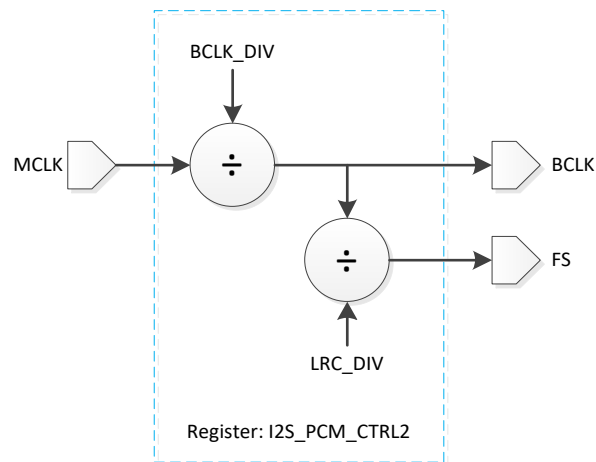 BCLK_DIV
MCLK
÷
BCLK
÷
FS
LRC_DIV
Register: I2S_PCM_CTRL2